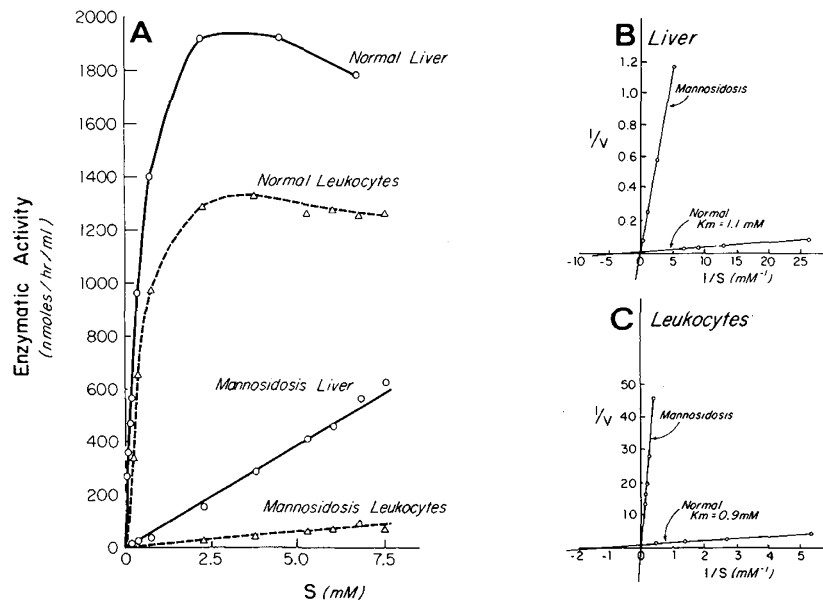 A
2000
1800
1600
1400
1200
1000
800
600
400
200
0
Enzymatic Activity
(nmoles/hr/ml)
Normal Liver
Normal Leukocytes
Mannosidosis Liver
Mannosidosis Leukocytes
0
2.5
5.0
7.5
S (mM)
B Liver
1.2
1.0
0.8
0.6
0.4
0.2
1/v
Mannosidosis
Normal
Km = 1.1 mM
-10 -5 0 5 10 15 20 25
1/S (mM⁻¹)
C Leukocytes
50
40
30
20
10
1/v
Mannosidosis
Normal
Km = 0.9mM
-2 -1 0 1 2 3 4 5
1/S (mM⁻¹)